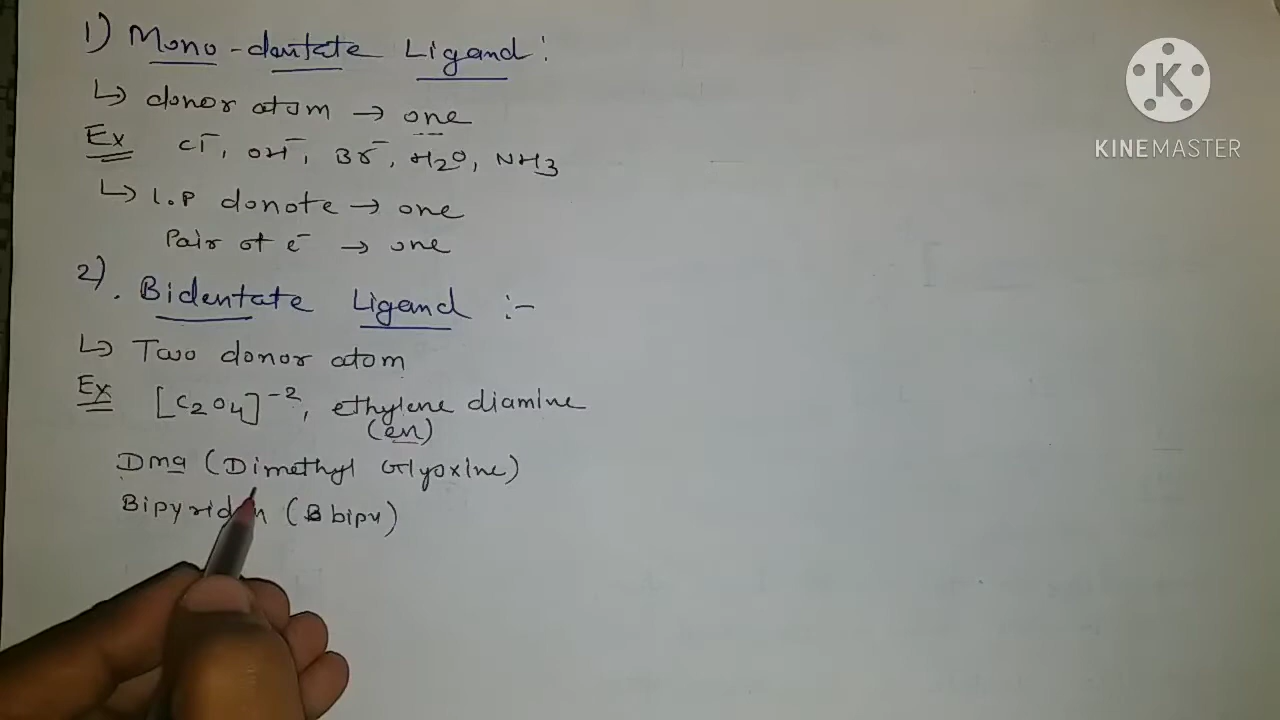 1) Mono-dentate Ligand:
↳ donor atom → one
Ex Cl⁻, OH⁻, Br⁻, H2O, NH3
↳ l.P donote → one
Pair of e⁻ → one
2). Bidentate Ligand :-
↳ Two donor atom
Ex [C2O4]⁻², ethylene diamine
(en)
Dmg (Dimethyl Glyoxine)
Bipyridin (B bipy)
K
KINEMASTER